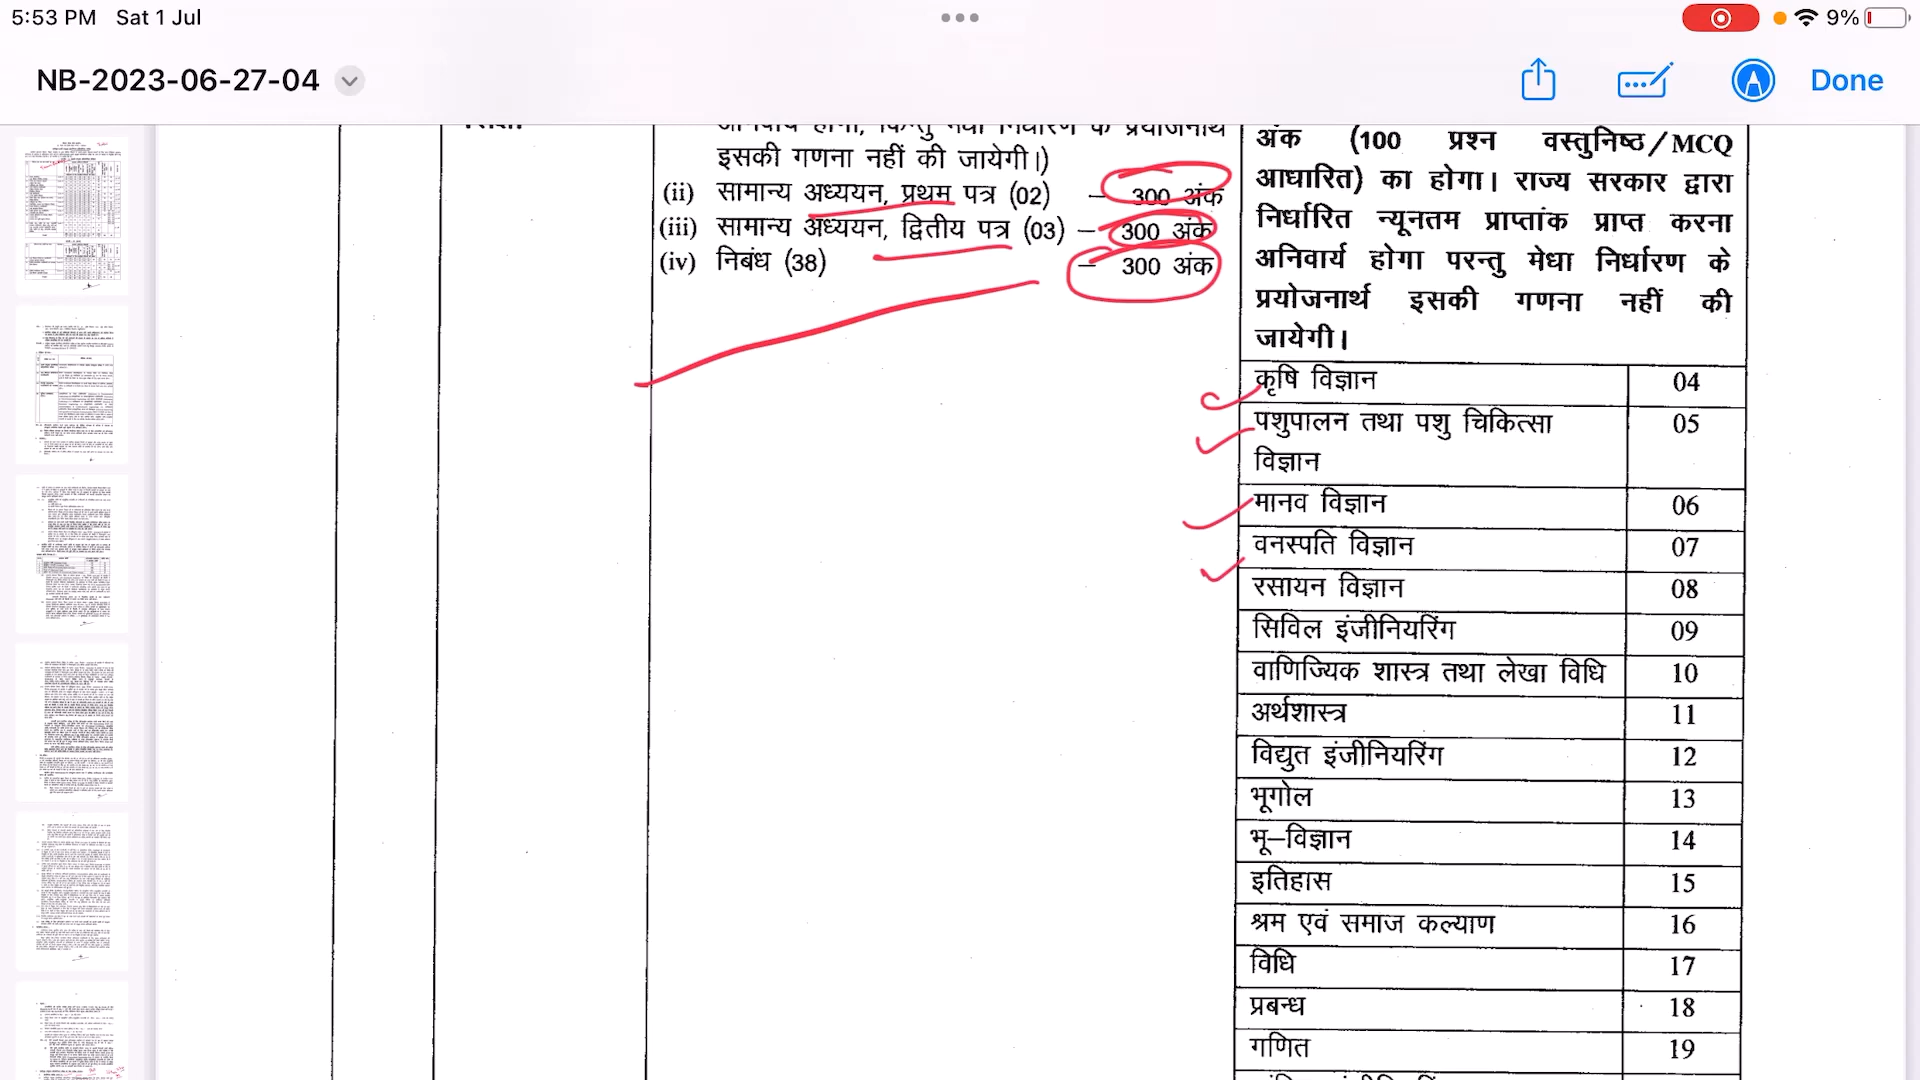 5:53 PM Sat 1 Jul
9%
NB-2023-06-27-04
Done
इसकी गणना नहीं की जायेगी।)
(ii) सामान्य अध्ययन, प्रथम पत्र (02) – 300 अंक
(iii) सामान्य अध्ययन, द्वितीय पत्र (03) – 300 अंक
(iv) निबंध (38) – 300 अंक
अंक (100 प्रश्न वस्तुनिष्ठ/MCQ
आधारित) का होगा। राज्य सरकार द्वारा
निर्धारित न्यूनतम प्राप्तांक प्राप्त करना
अनिवार्य होगा परन्तु मेधा निर्धारण के
प्रयोजनार्थ इसकी गणना नहीं की
जायेगी।
कृषि विज्ञान 04
पशुपालन तथा पशु चिकित्सा 05
विज्ञान
मानव विज्ञान 06
वनस्पति विज्ञान 07
रसायन विज्ञान 08
सिविल इंजीनियरिंग 09
वाणिज्यिक शास्त्र तथा लेखा विधि 10
अर्थशास्त्र 11
विद्युत इंजीनियरिंग 12
भूगोल 13
भू–विज्ञान 14
इतिहास 15
श्रम एवं समाज कल्याण 16
विधि 17
प्रबन्ध 18
गणित 19